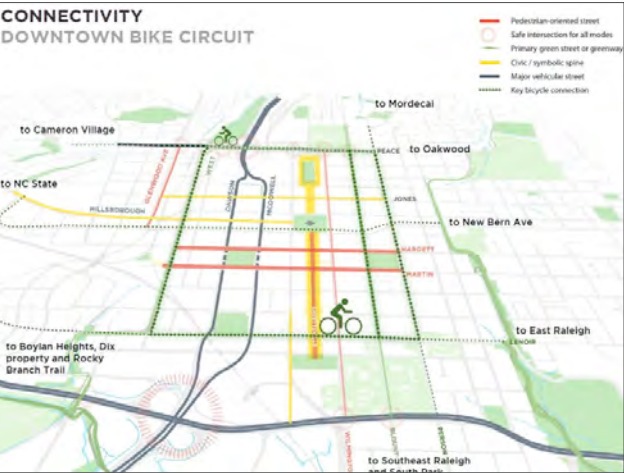 CONNECTIVITY
DOWNTOWN BIKE CIRCUIT
Pedestrian-oriented street
Safe intersection for all modes
Primary green street or greenway
Civic / symbolic spine
Major vehicular street
Key bicycle connection
to Mordecai
to Cameron Village
PEACE
to Oakwood
GLENWOOD AVE
WEST
to NC State
DAWSON
MCDOWELL
JONES
HILLSBOROUGH
to New Bern Ave
HARGETT
MARTIN
to East Raleigh
LENOIR
to Boylan Heights, Dix
property and Rocky
Branch Trail
to Southeast Raleigh
and South Park